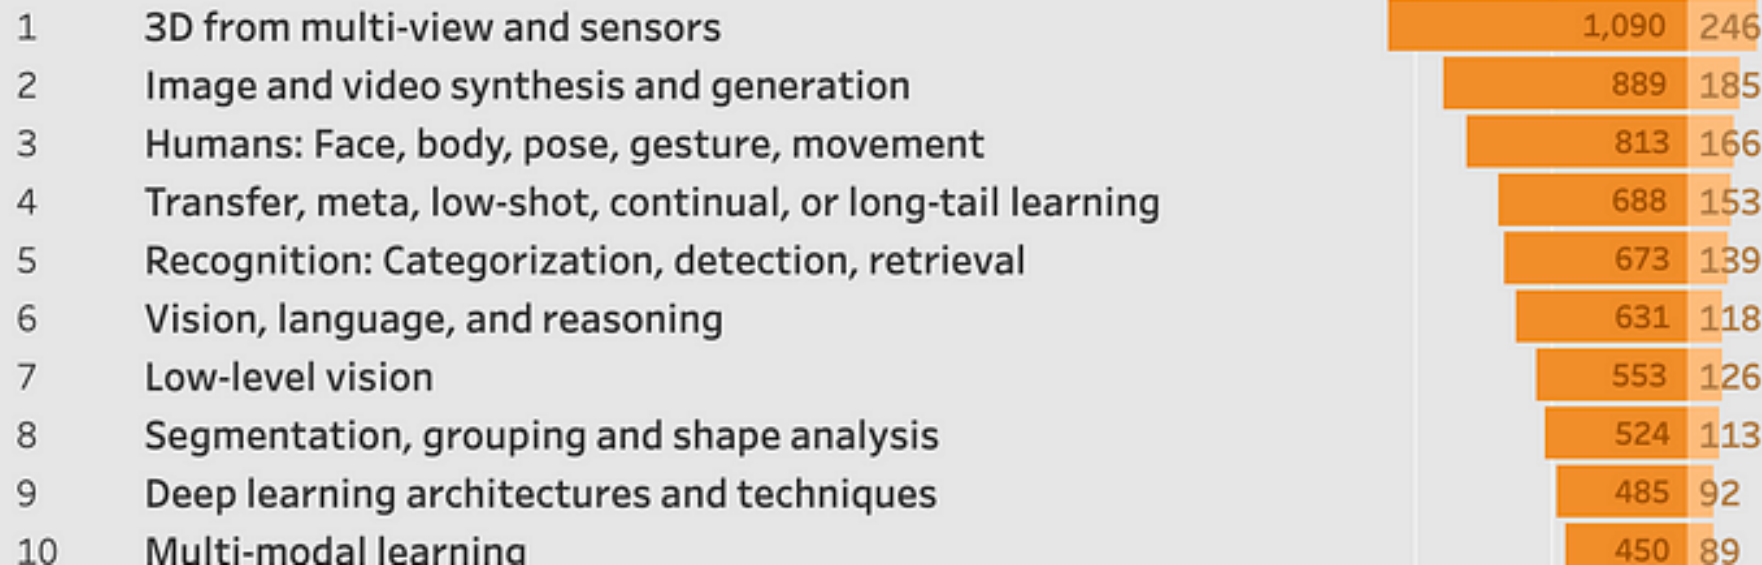 1 3D from multi-view and sensors 1,090 246
2 Image and video synthesis and generation 889 185
3 Humans: Face, body, pose, gesture, movement 813 166
4 Transfer, meta, low-shot, continual, or long-tail learning 688 153
5 Recognition: Categorization, detection, retrieval 673 139
6 Vision, language, and reasoning 631 118
7 Low-level vision 553 126
8 Segmentation, grouping and shape analysis 524 113
9 Deep learning architectures and techniques 485 92
10 Multi-modal learning 450 89